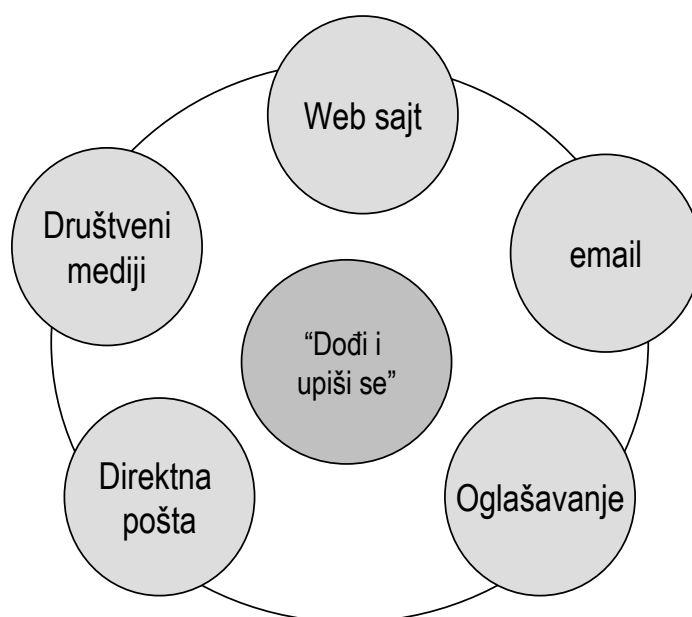 Web sajt
Društveni
mediji
email
“Dođi i
upiši se”
Direktna
pošta
Oglašavanje